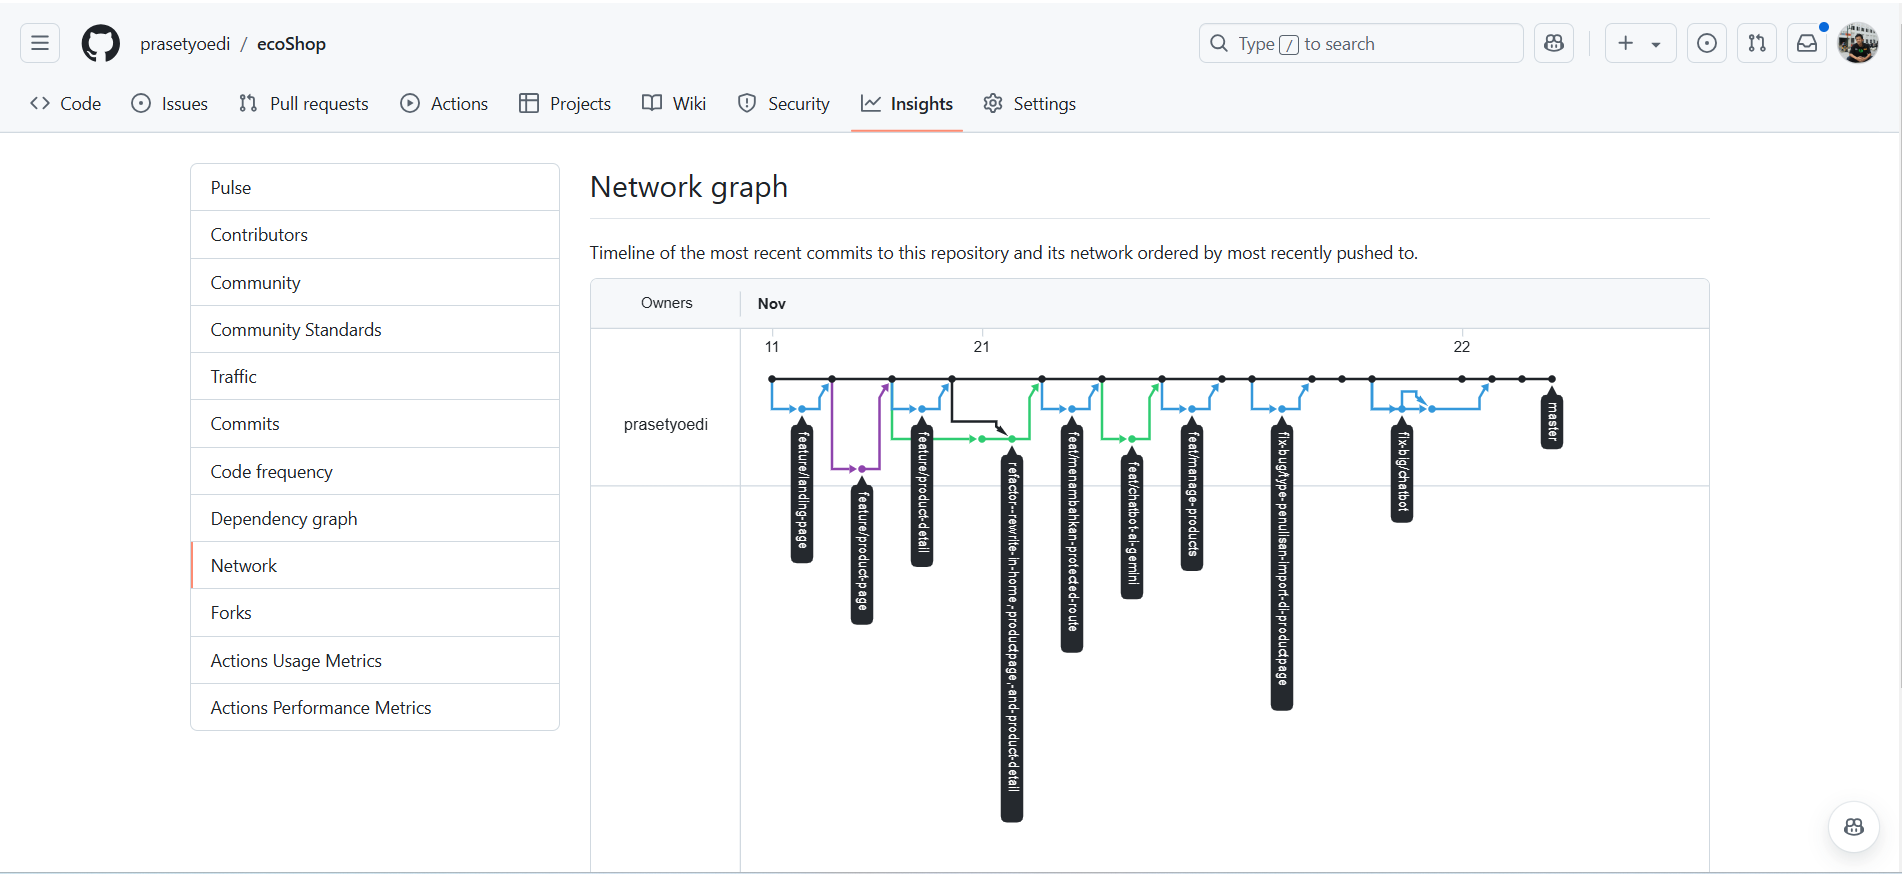 prasetyoedi / ecoShop
Type / to search
Code
Issues
Pull requests
Actions
Projects
Wiki
Security
Insights
Settings
Pulse
Contributors
Community
Community Standards
Traffic
Commits
Code frequency
Dependency graph
Network
Forks
Actions Usage Metrics
Actions Performance Metrics
Network graph
Timeline of the most recent commits to this repository and its network ordered by most recently pushed to.
Owners
Nov
11
21
22
prasetyoedi
feature/landing-page
feature/product-page
feature/product-detail
refactor--rewrite-in-home,-productpage,-and-product-detail
feat/menambahkan-protected-route
feat/chatbot-ai-gemini
feat/manage-products
fix-bug/type-penulisan-import-di-productpage
fix-big/chatbot
master